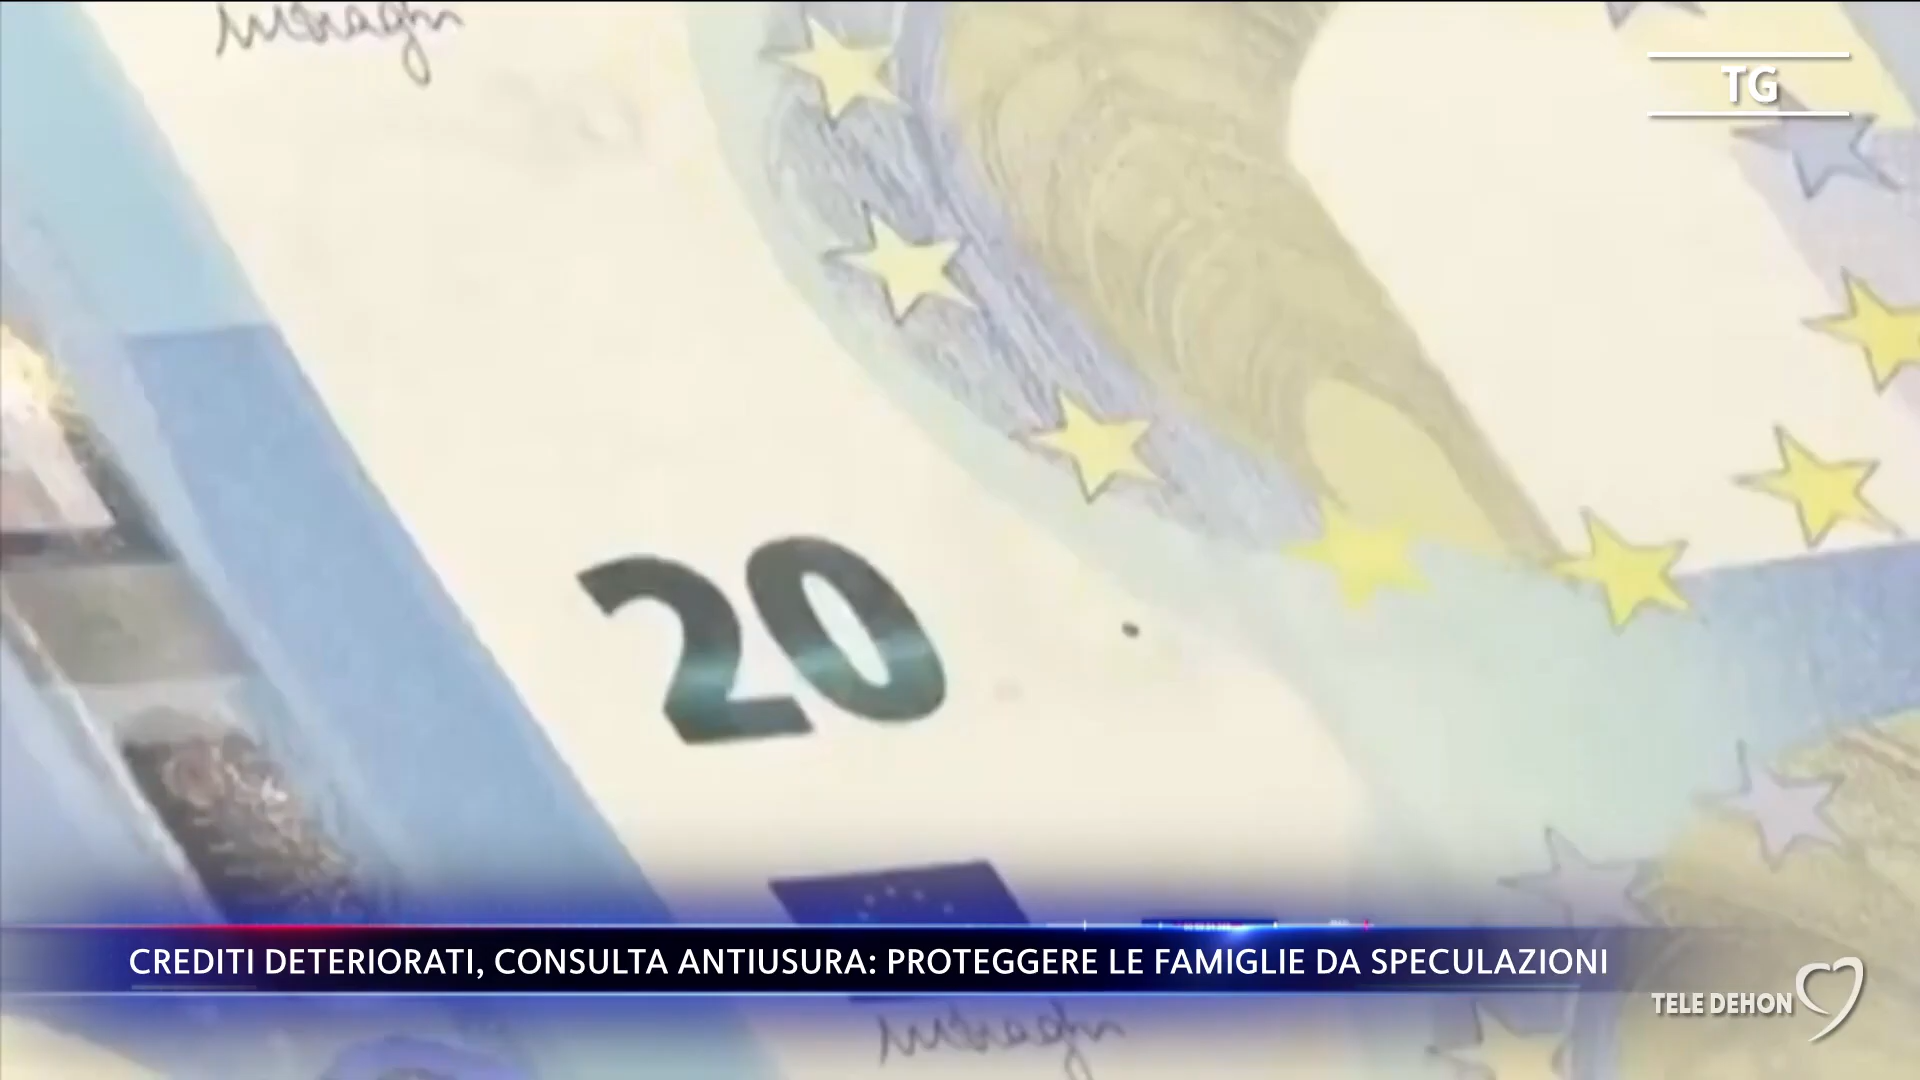 TG
20
CREDITI DETERIORATI, CONSULTA ANTIUSURA: PROTEGGERE LE FAMIGLIE DA SPECULAZIONI
TELE DEHON